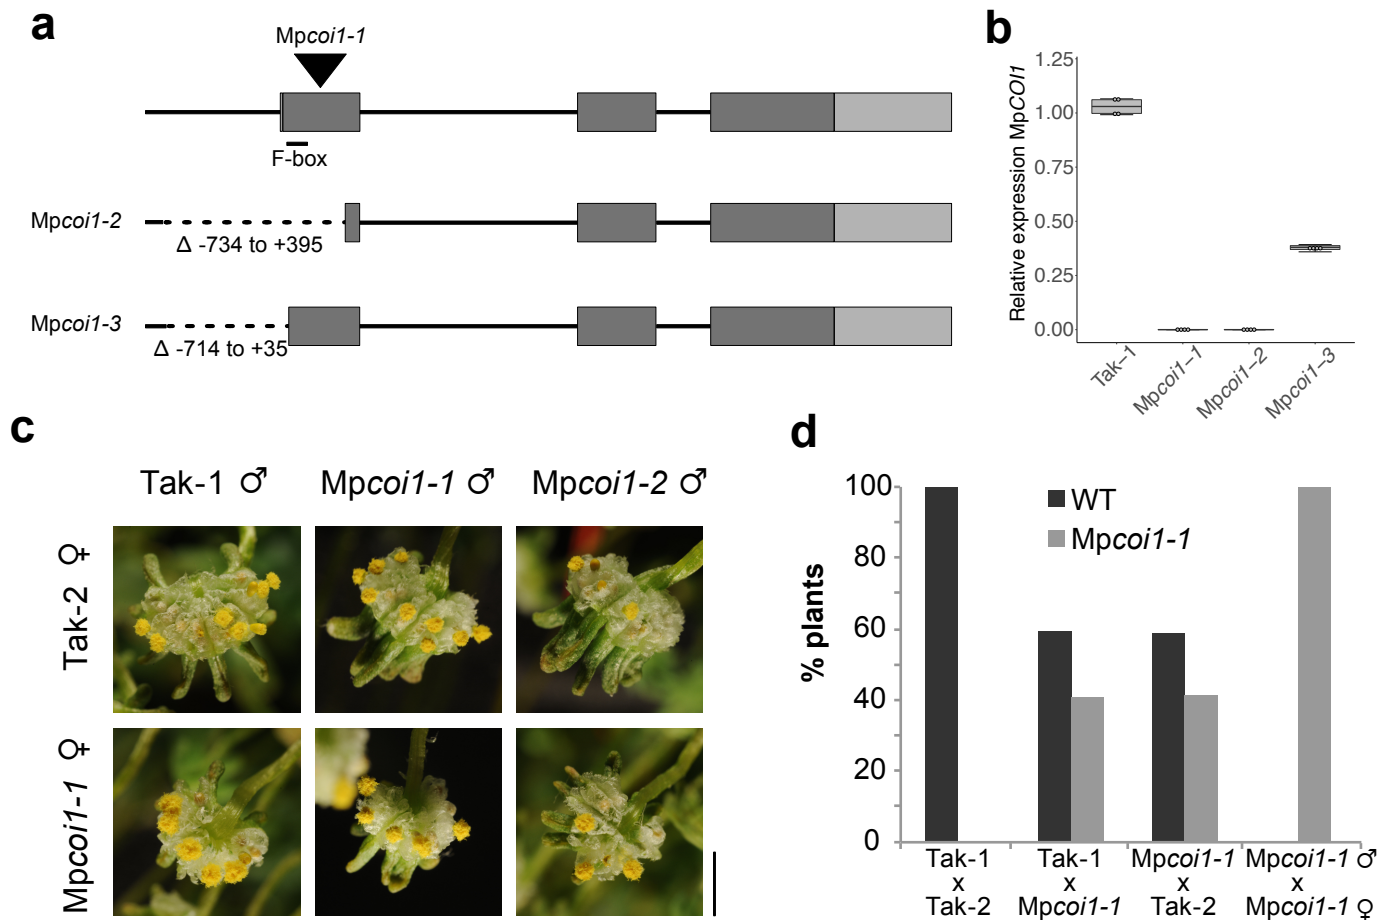 a
Mpcoi1-1
F-box
Mpcoi1-2
Δ -734 to +395
Mpcoi1-3
Δ -714 to +35
b
Relative expression MpCOI1
1.25
1.00
0.75
0.50
0.25
0.00
Tak-1
Mpcoi1-1
Mpcoi1-2
Mpcoi1-3
c
Tak-1 ♂
Mpcoi1-1 ♂
Mpcoi1-2 ♂
Tak-2 ♀
Mpcoi1-1 ♀
d
% plants
100
80
60
40
20
0
WT
Mpcoi1-1
Tak-1
x
Tak-2
Tak-1
x
Mpcoi1-1
Mpcoi1-1
x
Tak-2
Mpcoi1-1 ♂
x
Mpcoi1-1 ♀